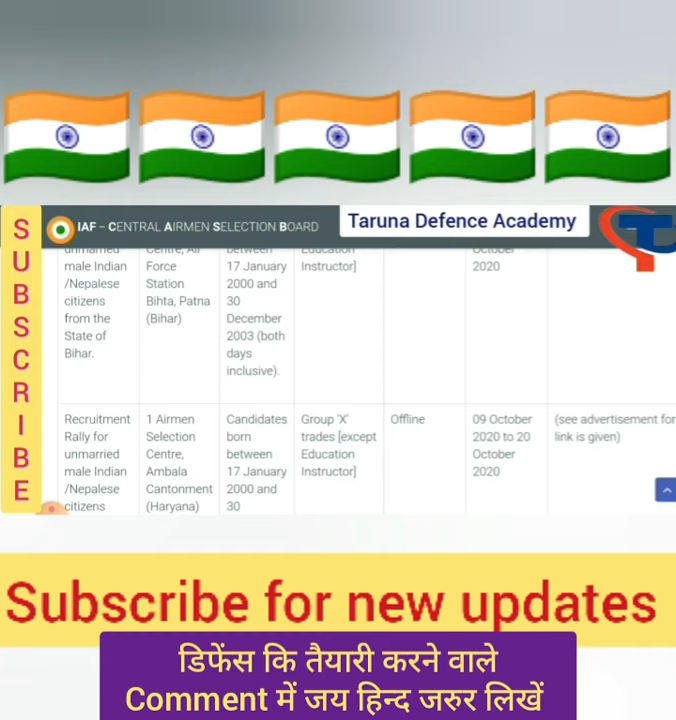 S
U
B
S
C
R
I
B
E
IAF – CENTRAL AIRMEN SELECTION BOARD
Taruna Defence Academy
unmarried
male Indian
/Nepalese
citizens
from the
State of
Bihar.
Centre, Air
Force
Station
Bihta, Patna
(Bihar)
between
17 January
2000 and
30
December
2003 (both
days
inclusive).
Education
Instructor]
October
2020
Recruitment
Rally for
unmarried
male Indian
/Nepalese
citizens
1 Airmen
Selection
Centre,
Ambala
Cantonment
(Haryana)
Candidates
born
between
17 January
2000 and
30
Group 'X'
trades [except
Education
Instructor]
Offline
09 October
2020 to 20
October
2020
(see advertisement for
link is given)
Subscribe for new updates
डिफेंस कि तैयारी करने वाले
Comment में जय हिन्द जरुर लिखें